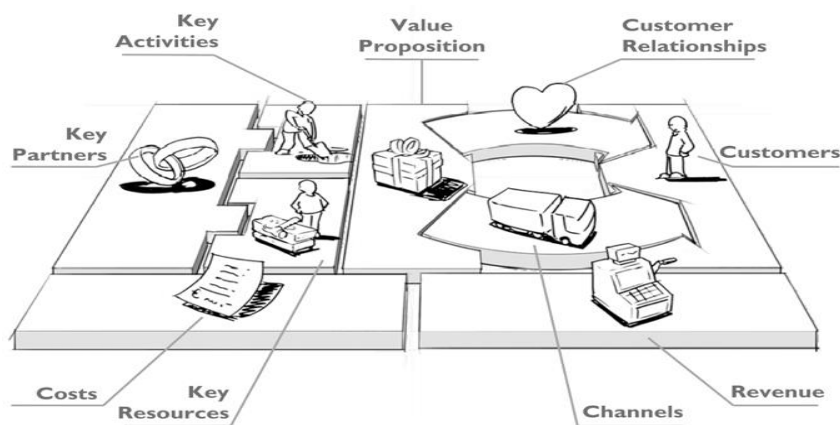 Key
Activities
Value
Proposition
Customer
Relationships
Key
Partners
Customers
Costs
Key
Resources
Channels
Revenue